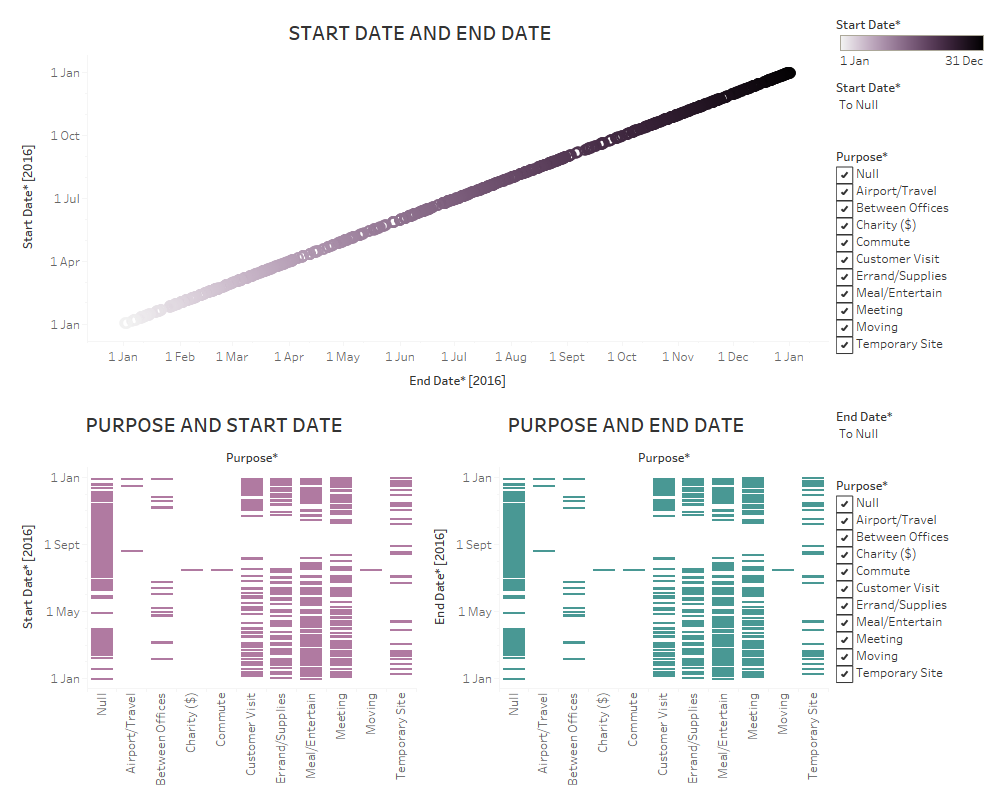 START DATE AND END DATE
Start Date* [2016]
1 Jan
1 Oct
1 Jul
1 Apr
1 Jan
1 Jan
1 Feb
1 Mar
1 Apr
1 May
1 Jun
1 Jul
1 Aug
1 Sept
1 Oct
1 Nov
1 Dec
1 Jan
End Date* [2016]
Start Date*
1 Jan
31 Dec
Start Date*
To Null
Purpose*
Null
Airport/Travel
Between Offices
Charity ($)
Commute
Customer Visit
Errand/Supplies
Meal/Entertain
Meeting
Moving
Temporary Site
PURPOSE AND START DATE
Purpose*
Start Date* [2016]
1 Jan
1 Sept
1 May
1 Jan
Null
Airport/Travel
Between Offices
Charity ($)
Commute
Customer Visit
Errand/Supplies
Meal/Entertain
Meeting
Moving
Temporary Site
PURPOSE AND END DATE
Purpose*
End Date* [2016]
1 Jan
1 Sept
1 May
1 Jan
Null
Airport/Travel
Between Offices
Charity ($)
Commute
Customer Visit
Errand/Supplies
Meal/Entertain
Meeting
Moving
Temporary Site
End Date*
To Null
Purpose*
Null
Airport/Travel
Between Offices
Charity ($)
Commute
Customer Visit
Errand/Supplies
Meal/Entertain
Meeting
Moving
Temporary Site